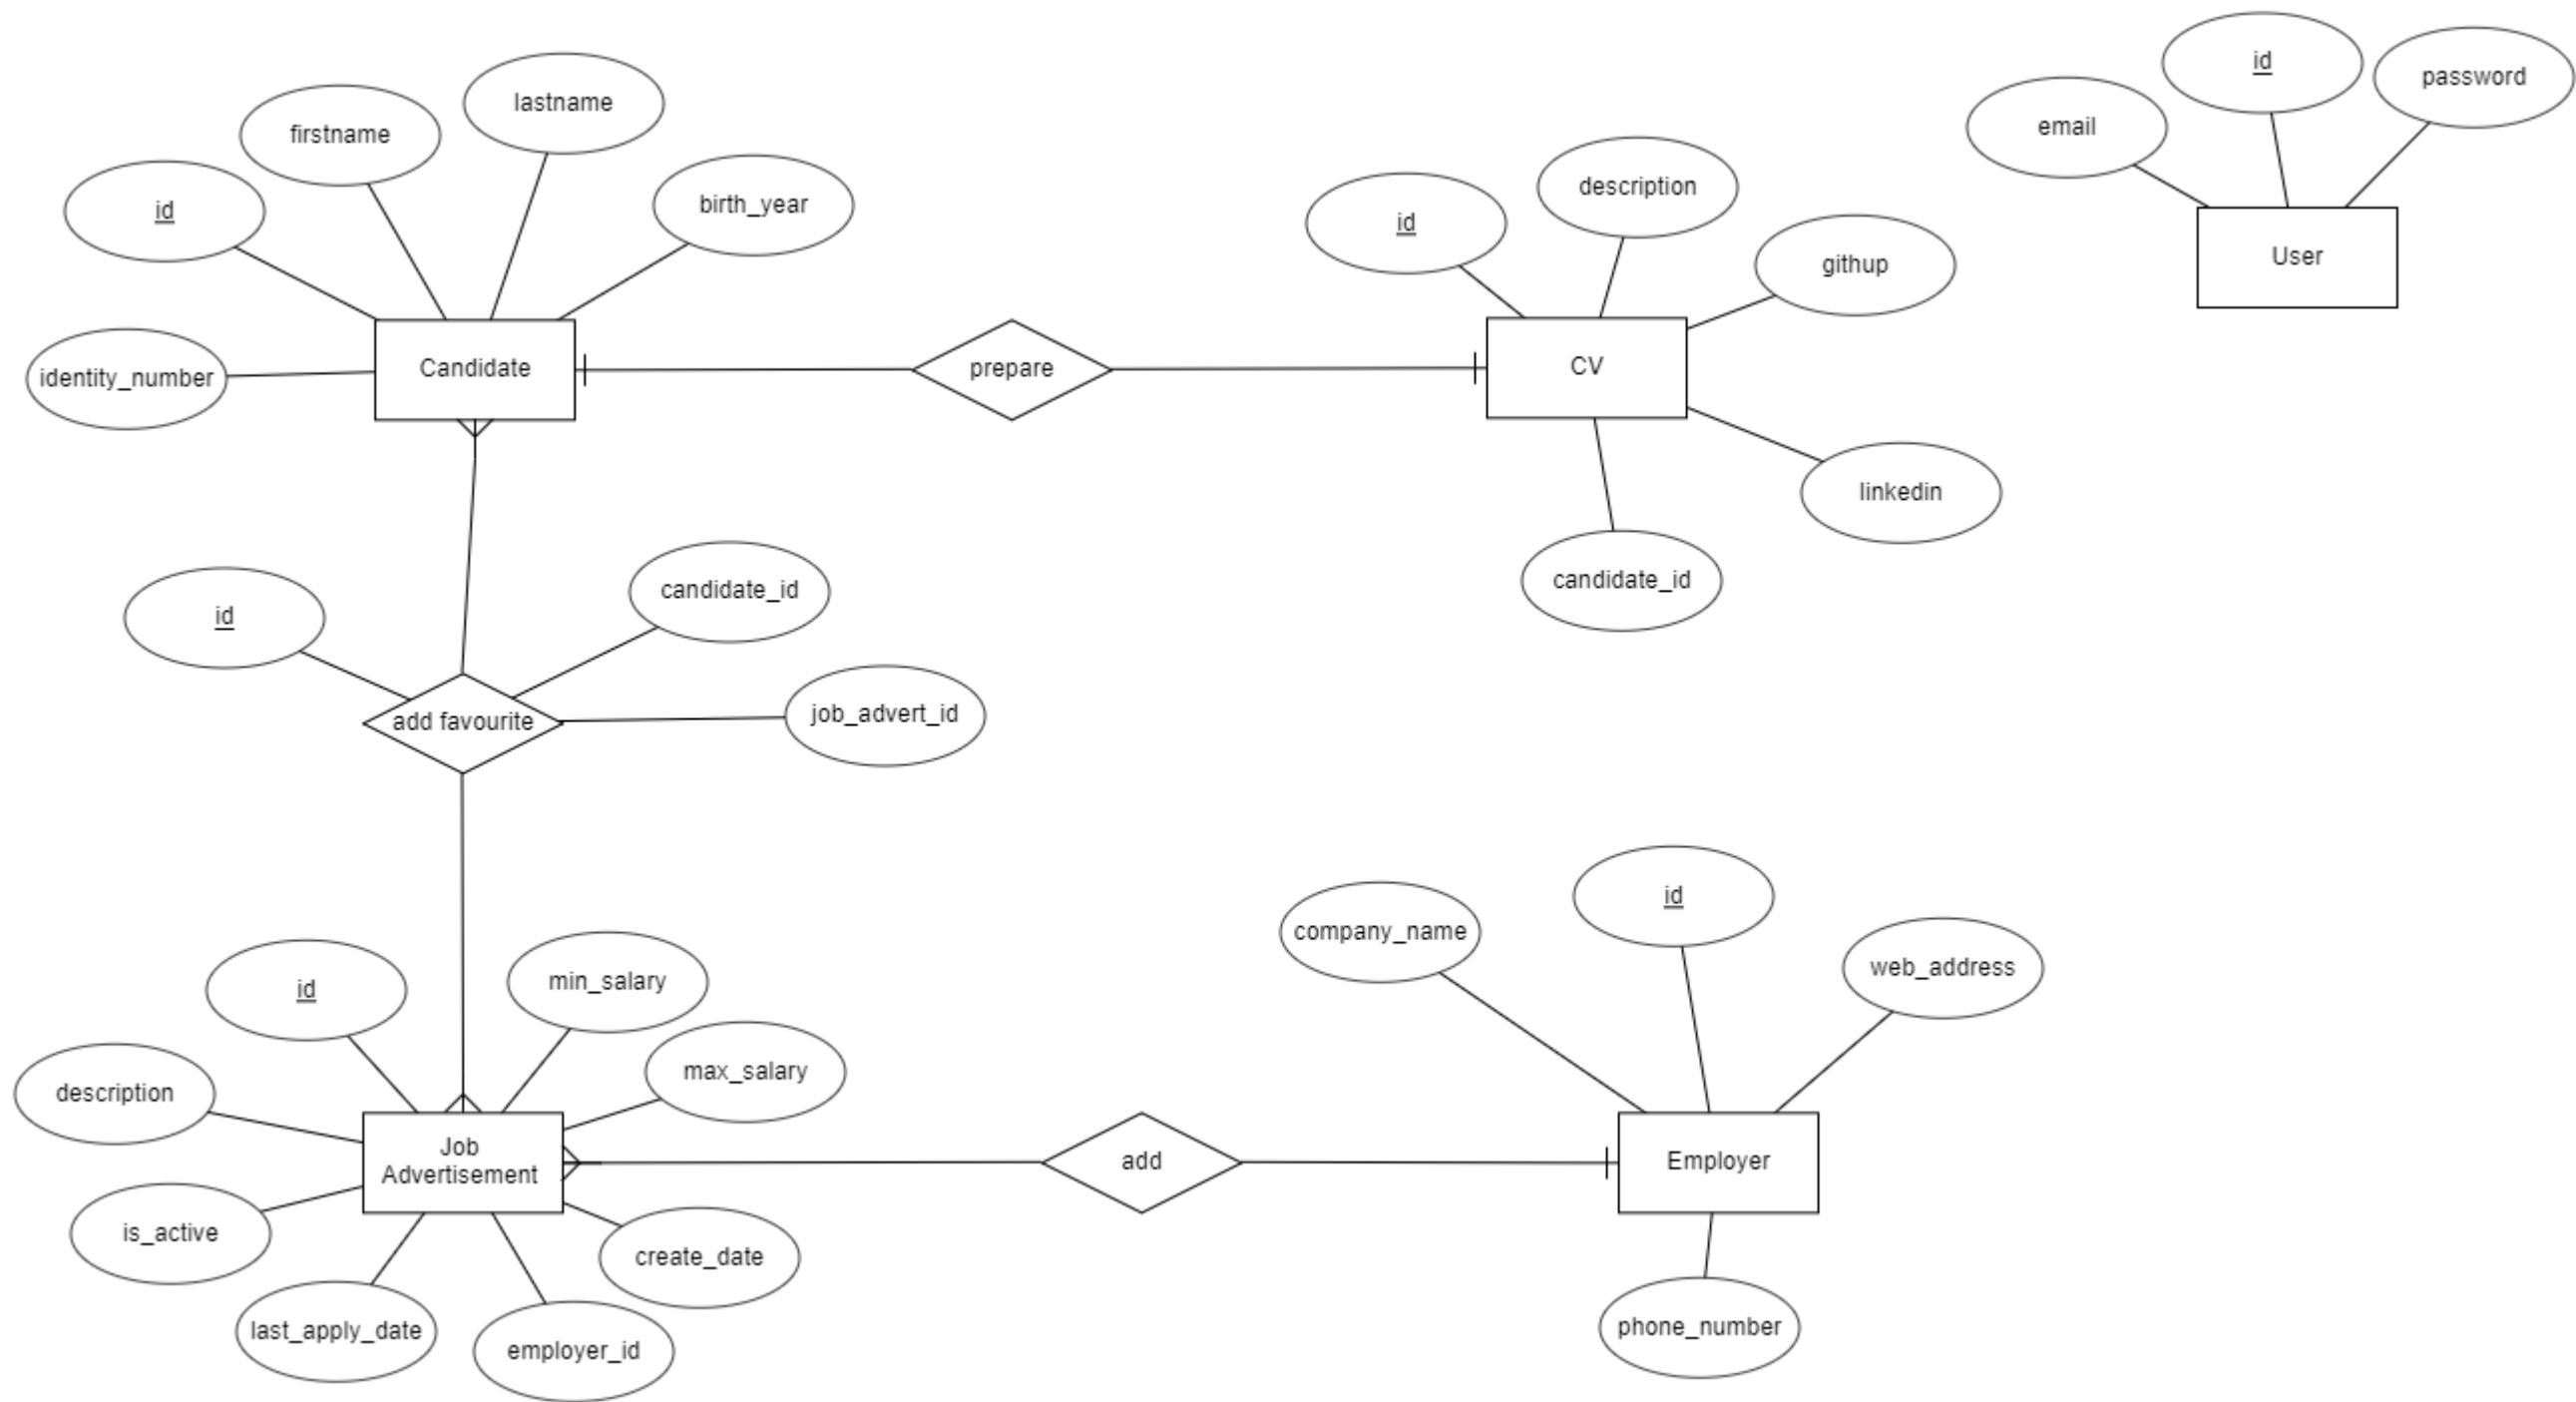 id
password
email
lastname
firstname
birth_year
description
id
id
githup
User
identity_number
Candidate
prepare
CV
linkedin
candidate_id
candidate_id
id
job_advert_id
add favourite
id
company_name
web_address
min_salary
id
max_salary
description
Job
Advertisement
add
Employer
is_active
create_date
last_apply_date
employer_id
phone_number